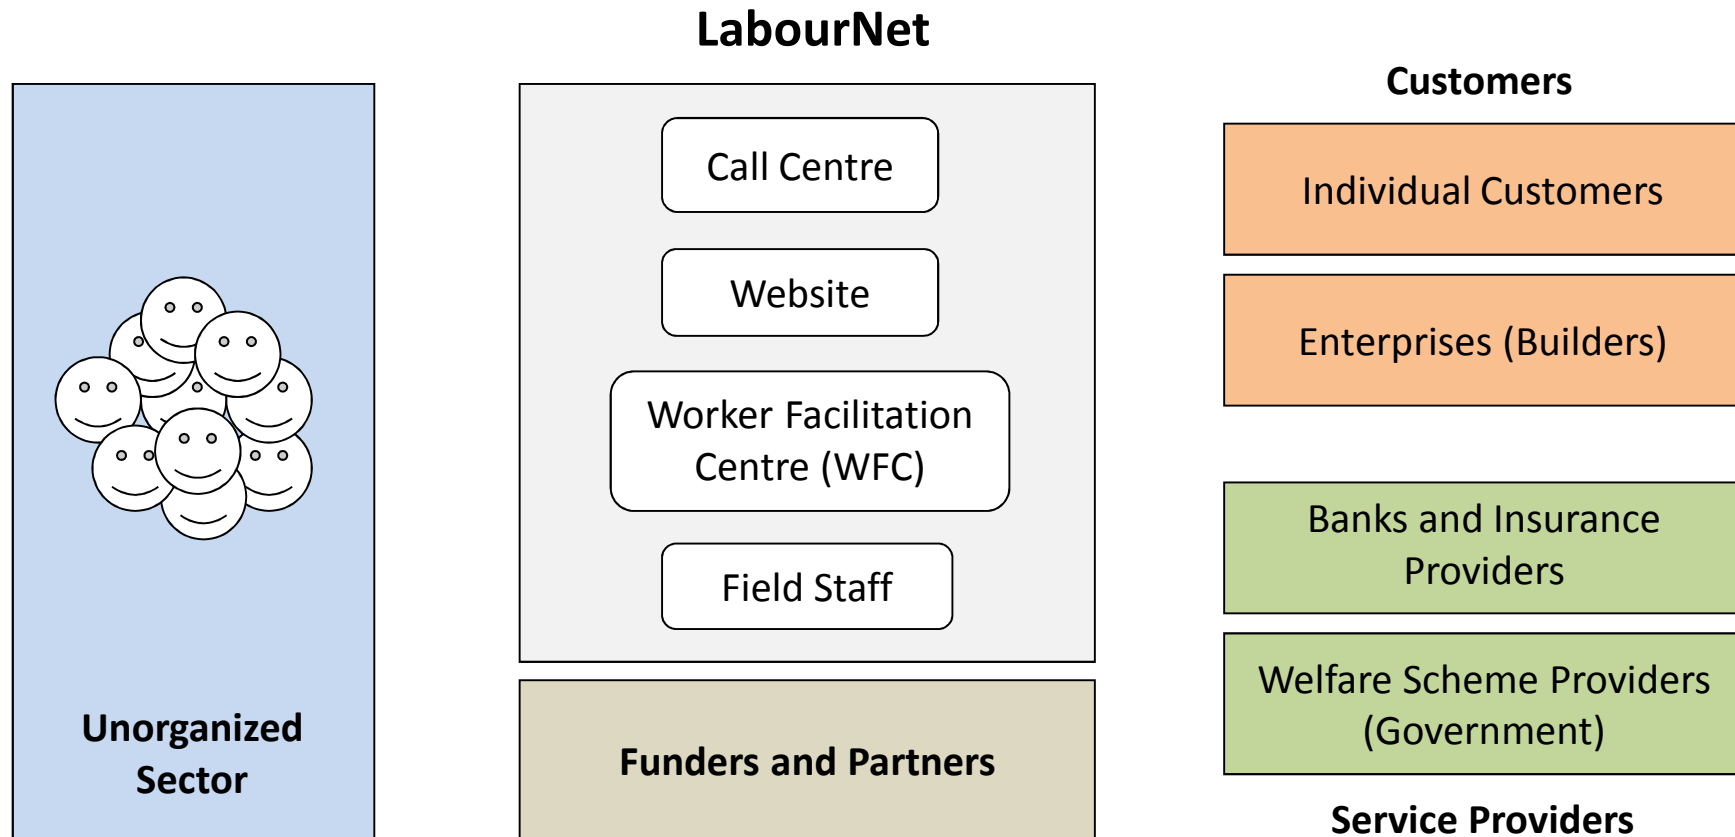 LabourNet
Unorganized
Sector
Call Centre
Website
Worker Facilitation
Centre (WFC)
Field Staff
Funders and Partners
Customers
Individual Customers
Enterprises (Builders)
Banks and Insurance
Providers
Welfare Scheme Providers
(Government)
Service Providers